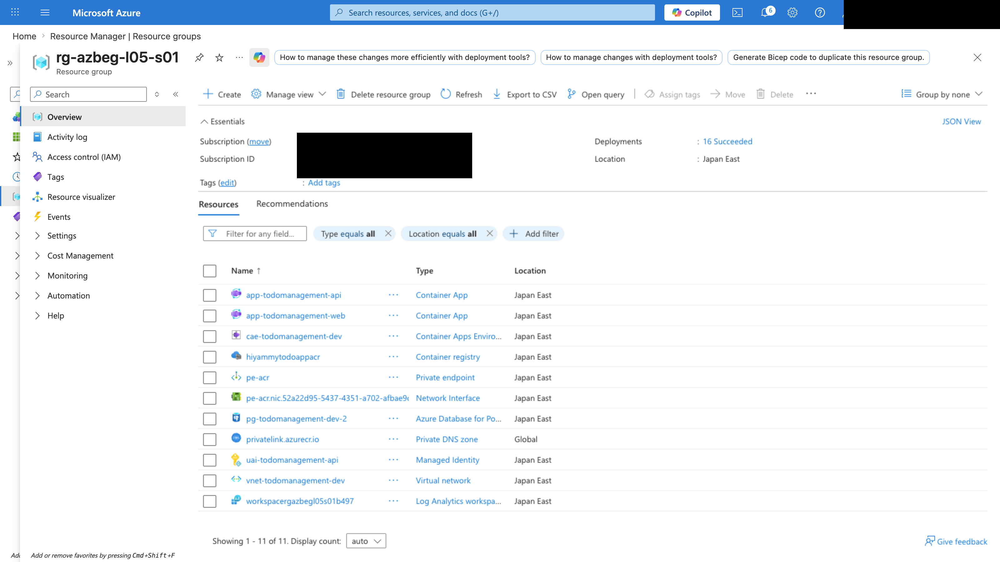 Microsoft Azure
Search resources, services, and docs (G+/)
Copilot
6
Home
Resource Manager | Resource groups
rg-azbeg-l05-s01
Resource group
How to manage these changes more efficiently with deployment tools?
How to manage changes with deployment tools?
Generate Bicep code to duplicate this resource group.
Search
Create
Manage view
Delete resource group
Refresh
Export to CSV
Open query
Assign tags
Move
Delete
Group by none
Overview
Activity log
Access control (IAM)
Tags
Resource visualizer
Events
Settings
Cost Management
Monitoring
Automation
Help
Essentials
JSON View
Subscription (move)
Deployments : 16 Succeeded
Subscription ID
Location : Japan East
Tags (edit) : Add tags
Resources
Recommendations
Filter for any field...
Type equals all
Location equals all
Add filter
Name ↑ Type Location
app-todomanagement-api ... Container App Japan East
app-todomanagement-web ... Container App Japan East
cae-todomanagement-dev ... Container Apps Enviro... Japan East
hiyammytodoappacr ... Container registry Japan East
pe-acr ... Private endpoint Japan East
pe-acr.nic.52a22d95-5437-4351-a702-afbae9 Network Interface Japan East
pg-todomanagement-dev-2 ... Azure Database for Po... Japan East
privatelink.azurecr.io ... Private DNS zone Global
uai-todomanagement-api ... Managed Identity Japan East
vnet-todomanagement-dev ... Virtual network Japan East
workspacergazbegl05s01b497 ... Log Analytics workspa... Japan East
Showing 1 - 11 of 11. Display count: auto
Give feedback
Add
Add or remove favorites by pressing Cmd+Shift+F